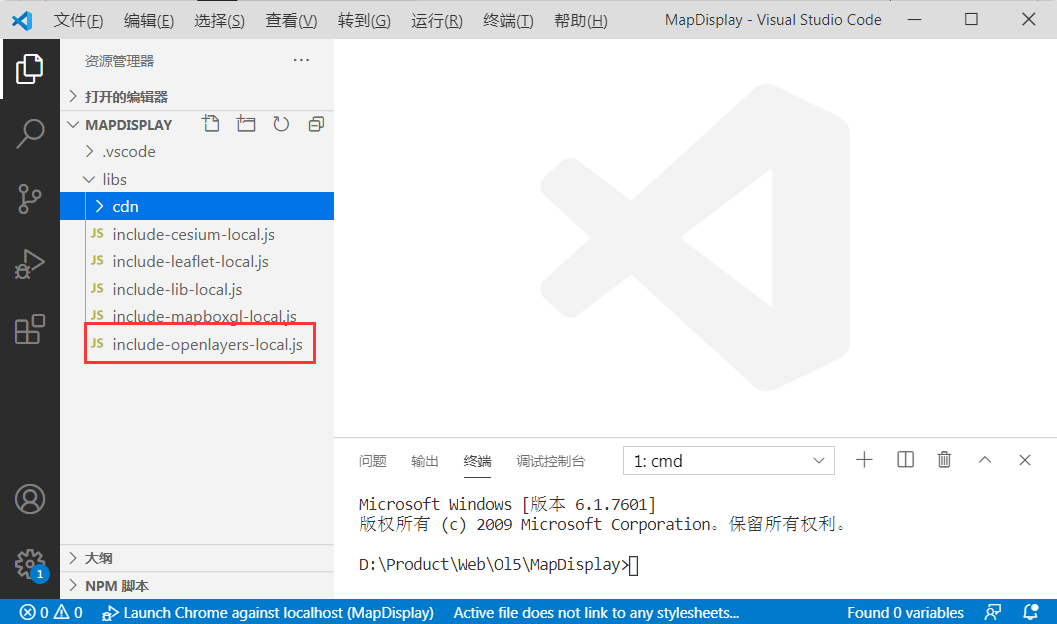 文件(F) 编辑(E) 选择(S) 查看(V) 转到(G) 运行(R) 终端(T) 帮助(H) MapDisplay - Visual Studio Code
资源管理器 ...
打开的编辑器
MAPDISPLAY
.vscode
libs
cdn
JS include-cesium-local.js
JS include-leaflet-local.js
JS include-lib-local.js
JS include-mapboxgl-local.js
JS include-openlayers-local.js
大纲
NPM 脚本
1
问题 输出 终端 调试控制台 1: cmd
Microsoft Windows [版本 6.1.7601]
版权所有 (c) 2009 Microsoft Corporation。保留所有权利。
D:\Product\Web\Ol5\MapDisplay>
0 0 Launch Chrome against localhost (MapDisplay) Active file does not link to any stylesheets... Found 0 variables